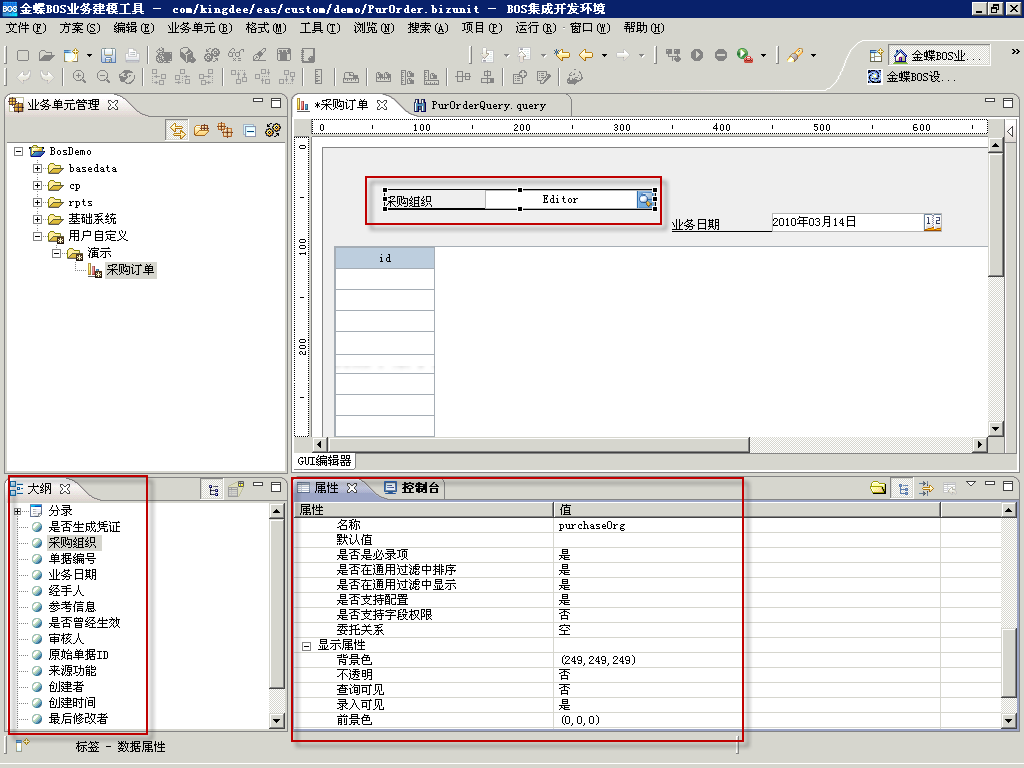 BOS 金蝶BOS业务建模工具 - com/kingdee/eas/custom/demo/PurOrder.bizunit - BOS集成开发环境
文件(F) 方案(S) 编辑(E) 业务单元(B) 格式(M) 工具(T) 浏览(N) 搜索(A) 项目(P) 运行(R) 窗口(W) 帮助(H)
金蝶BOS业... »
金蝶BOS设...
业务单元管理
BosDemo
basedata
cp
rpts
基础系统
用户自定义
演示
采购订单
*采购订单 PurOrderQuery.query
0 100 200 300 400 500 600
0
100
200
采购组织 Editor
业务日期 2010年03月14日 12
id
GUI编辑器
大纲
分录
是否生成凭证
采购组织
单据编号
业务日期
经手人
参考信息
是否曾经生效
审核人
原始单据ID
来源功能
创建者
创建时间
最后修改者
属性 控制台
属性 值
名称 purchaseOrg
默认值
是否是必录项 是
是否在通用过滤中排序 是
是否在通用过滤中显示 是
是否支持配置 是
是否支持字段权限 否
委托关系 空
显示属性
背景色 (249,249,249)
不透明 否
查询可见 否
录入可见 是
前景色 (0,0,0)
标签 - 数据属性